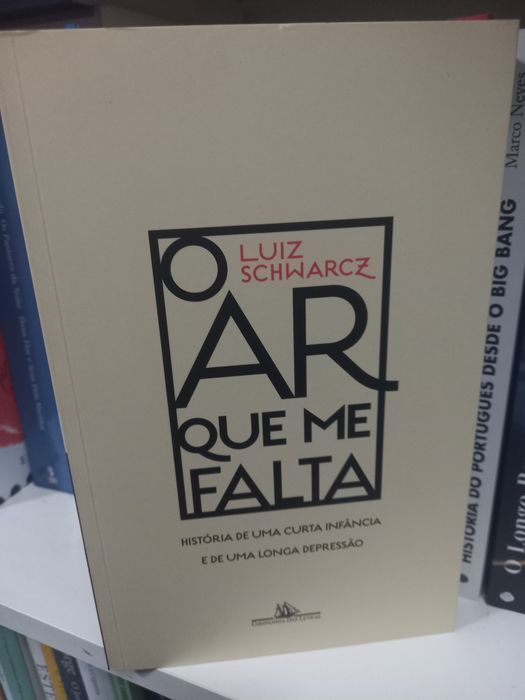 O
LUIZ
SCHWARCZ
AR
QUE ME
FALTA
HISTÓRIA DE UMA CURTA INFÂNCIA
E DE UMA LONGA DEPRESSÃO
COMPANHIA DAS LETRAS
Marco Neves
HISTÓRIA DO PORTUGUÊS DESDE O BIG BANG
O Longo